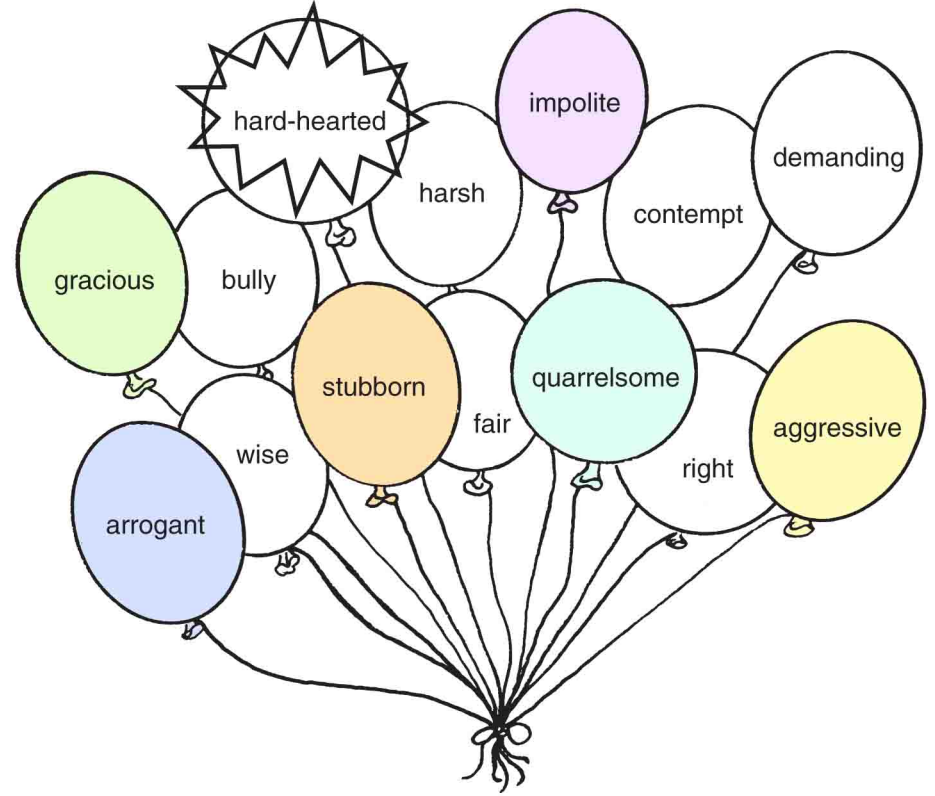 hard-hearted
impolite
demanding
harsh
contempt
gracious
bully
stubborn
quarrelsome
fair
aggressive
wise
right
arrogant